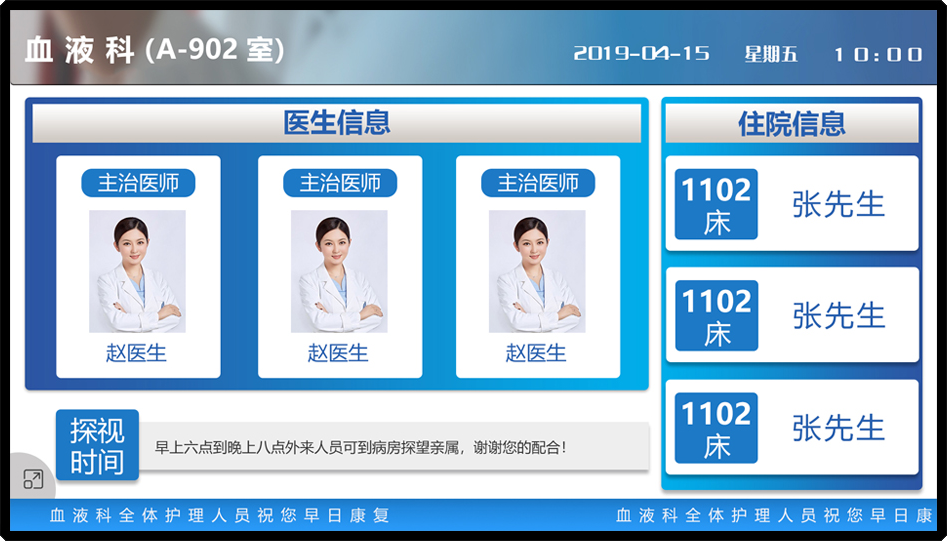 血液科(A-902室)
2019-04-15 星期五 10:00
医生信息
主治医师
赵医生
主治医师
赵医生
主治医师
赵医生
住院信息
1102
床
张先生
1102
床
张先生
1102
床
张先生
探视
时间
早上六点到晚上八点外来人员可到病房探望亲属，谢谢您的配合！
血液科全体护理人员祝您早日康复
血液科全体护理人员祝您早日康